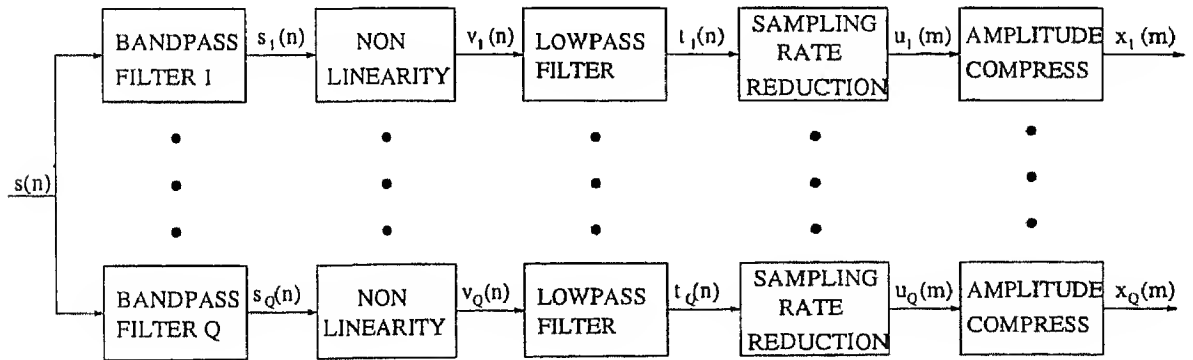 BANDPASS FILTER 1
s₁(n)
NON LINEARITY
v₁(n)
LOWPASS FILTER
t₁(n)
SAMPLING RATE REDUCTION
u₁(m)
AMPLITUDE COMPRESS
x₁(m)
s(n)
BANDPASS FILTER Q
s_Q(n)
NON LINEARITY
v_Q(n)
LOWPASS FILTER
t_Q(n)
SAMPLING RATE REDUCTION
u_Q(m)
AMPLITUDE COMPRESS
x_Q(m)